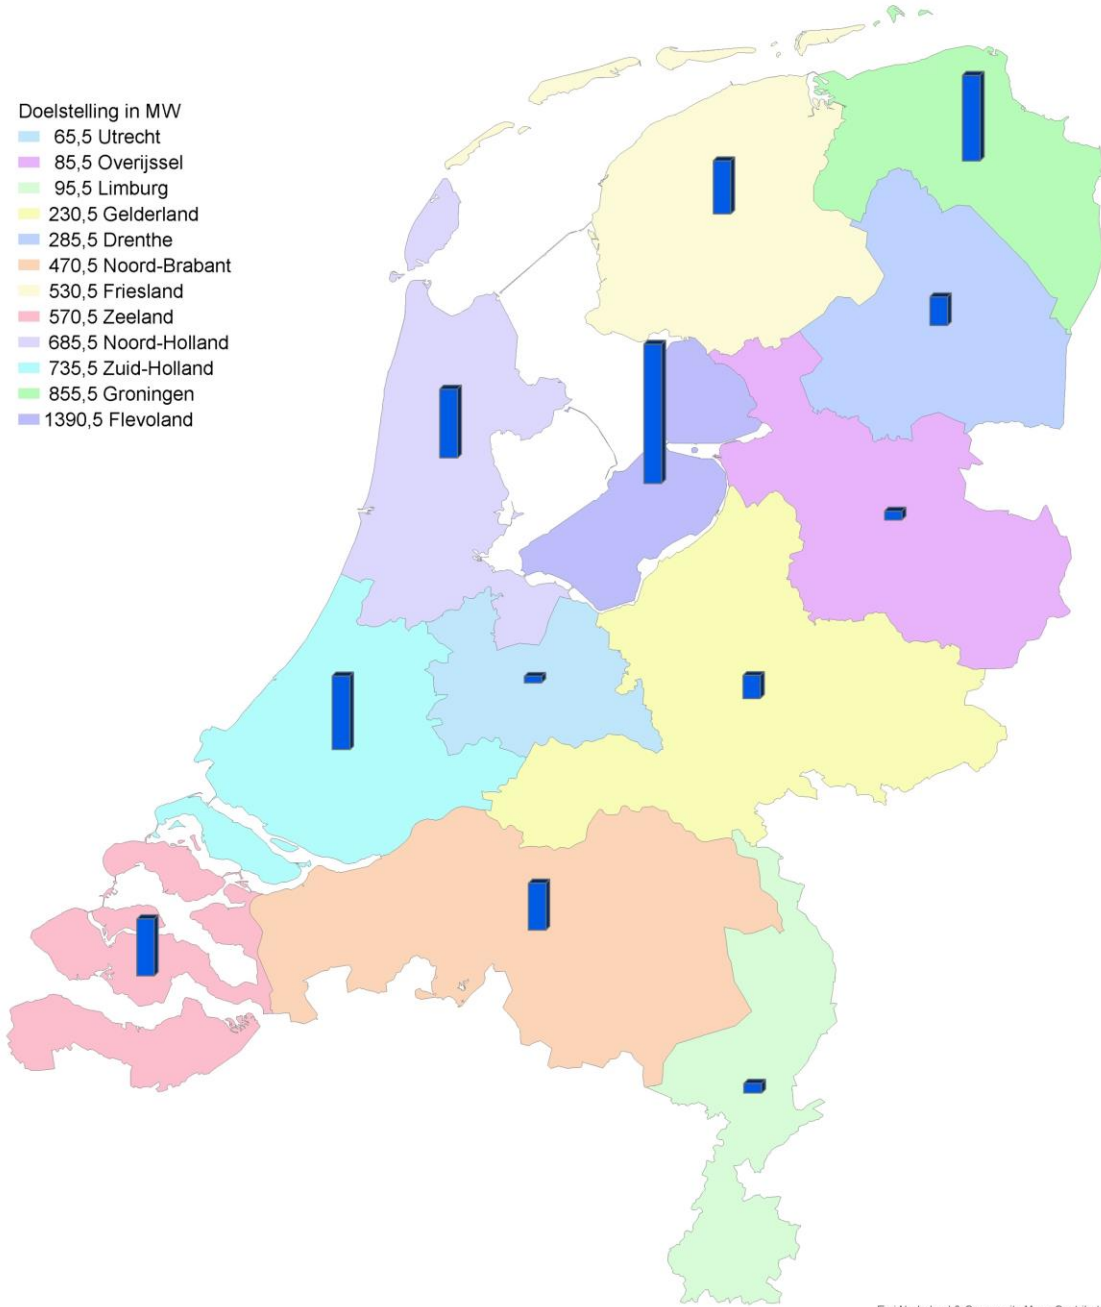 Doelstelling in MW
65,5 Utrecht
85,5 Overijssel
95,5 Limburg
230,5 Gelderland
285,5 Drenthe
470,5 Noord-Brabant
530,5 Friesland
570,5 Zeeland
685,5 Noord-Holland
735,5 Zuid-Holland
855,5 Groningen
1390,5 Flevoland